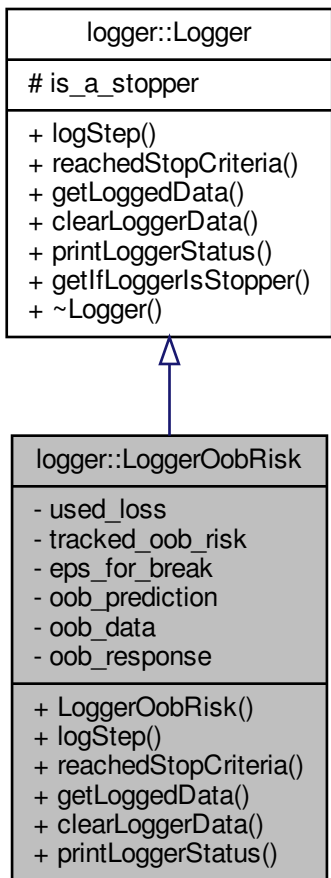 logger::Logger
# is_a_stopper
+ logStep()
+ reachedStopCriteria()
+ getLoggedData()
+ clearLoggerData()
+ printLoggerStatus()
+ getIfLoggerIsStopper()
+ ~Logger()
logger::LoggerOobRisk
- used_loss
- tracked_oob_risk
- eps_for_break
- oob_prediction
- oob_data
- oob_response
+ LoggerOobRisk()
+ logStep()
+ reachedStopCriteria()
+ getLoggedData()
+ clearLoggerData()
+ printLoggerStatus()